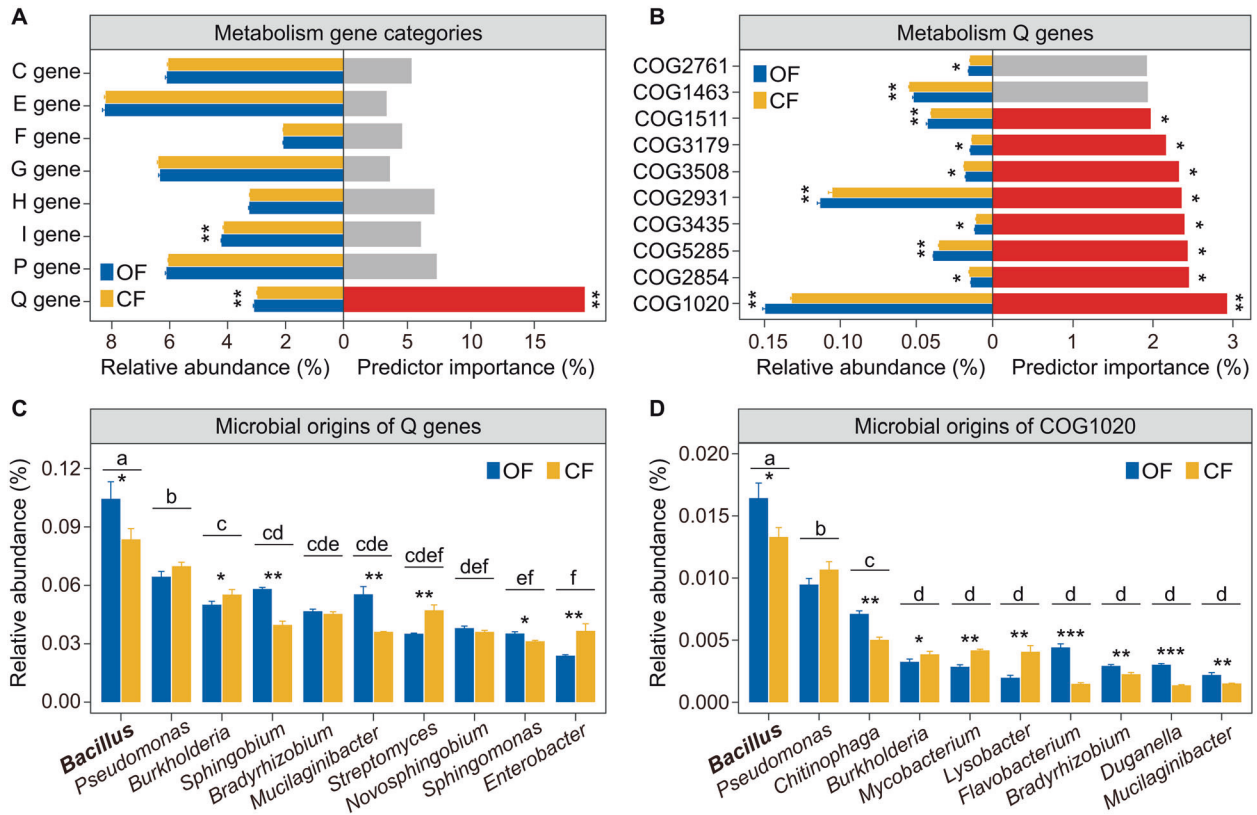 A
Metabolism gene categories
C gene
E gene
F gene
G gene
H gene
I gene
P gene
Q gene
**
**
**
OF
CF
8 6 4 2 0 5 10 15
Relative abundance (%) Predictor importance (%)
B
Metabolism Q genes
OF
CF
COG2761 *
COG1463 **
COG1511 ** *
COG3179 * *
COG3508 * *
COG2931 ** *
COG3435 * *
COG5285 ** *
COG2854 * *
COG1020 ** **
0.15 0.10 0.05 0 1 2 3
Relative abundance (%) Predictor importance (%)
C
Microbial origins of Q genes
OF CF
Relative abundance (%)
0.12
0.09
0.06
0.03
0.00
a b c cd cde cde cdef def ef f
* * ** ** ** * **
Bacillus
Pseudomonas
Burkholderia
Sphingobium
Bradyrhizobium
Mucilaginibacter
Streptomyces
Novosphingobium
Sphingomonas
Enterobacter
D
Microbial origins of COG1020
OF CF
Relative abundance (%)
0.020
0.015
0.010
0.005
0.000
a b c d d d d d d d
* ** * ** ** *** ** *** **
Bacillus
Pseudomonas
Chitinophaga
Burkholderia
Mycobacterium
Lysobacter
Flavobacterium
Bradyrhizobium
Duganella
Mucilaginibacter